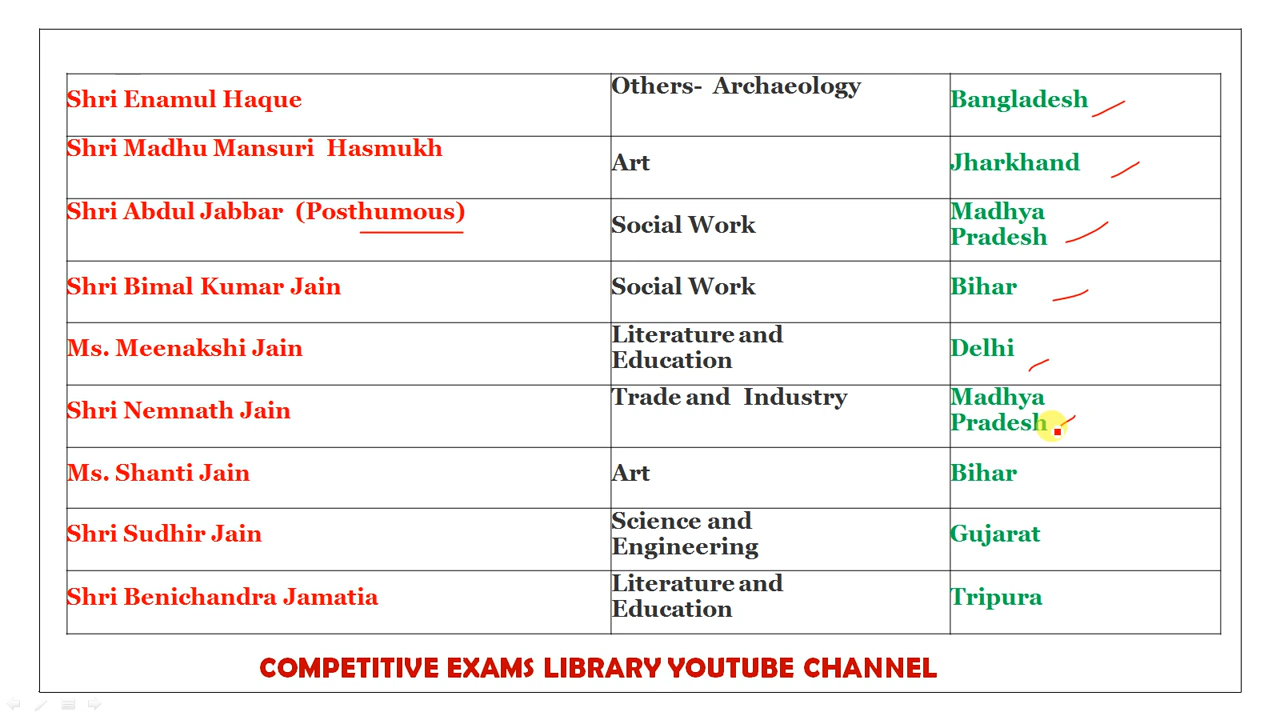 Shri Enamul Haque
Others- Archaeology
Bangladesh
Shri Madhu Mansuri Hasmukh
Art
Jharkhand
Shri Abdul Jabbar (Posthumous)
Social Work
Madhya
Pradesh
Shri Bimal Kumar Jain
Social Work
Bihar
Ms. Meenakshi Jain
Literature and
Education
Delhi
Shri Nemnath Jain
Trade and Industry
Madhya
Pradesh
Ms. Shanti Jain
Art
Bihar
Shri Sudhir Jain
Science and
Engineering
Gujarat
Shri Benichandra Jamatia
Literature and
Education
Tripura
COMPETITIVE EXAMS LIBRARY YOUTUBE CHANNEL